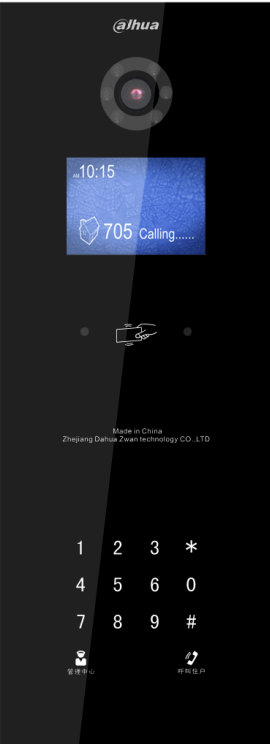 alhua
AM 10:15
705 Calling......
Made in China
Zhejiang Dahua Zwan technology CO.,LTD
1 2 3 *
4 5 6 0
7 8 9 #
管理中心 呼叫住户